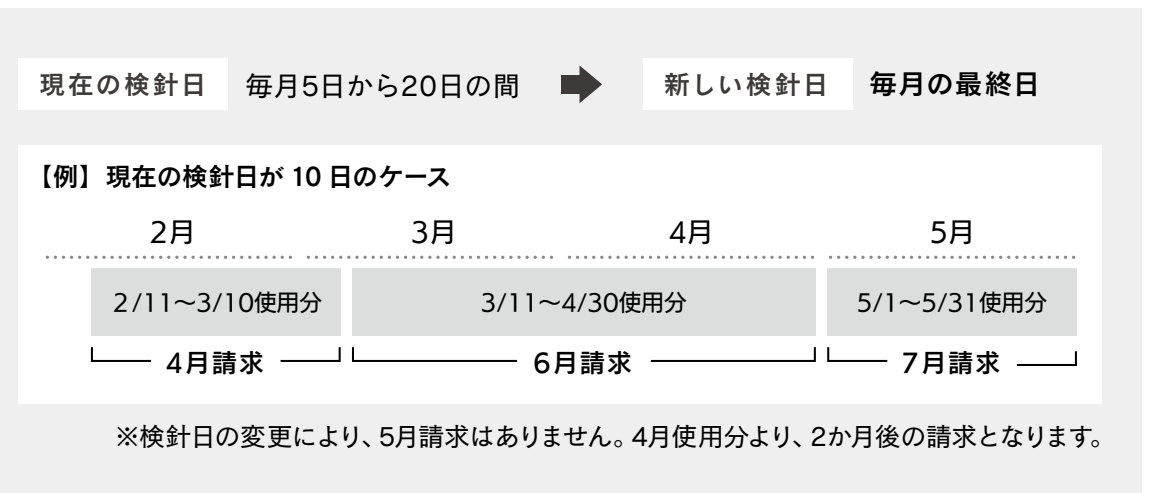 現在の検針日 毎月5日から20日の間 ➡ 新しい検針日 毎月の最終日
【例】現在の検針日が 10 日のケース
2月 3月 4月 5月
2/11〜3/10使用分 3/11〜4/30使用分 5/1〜5/31使用分
4月請求 6月請求 7月請求
※検針日の変更により、5月請求はありません。4月使用分より、2か月後の請求となります。